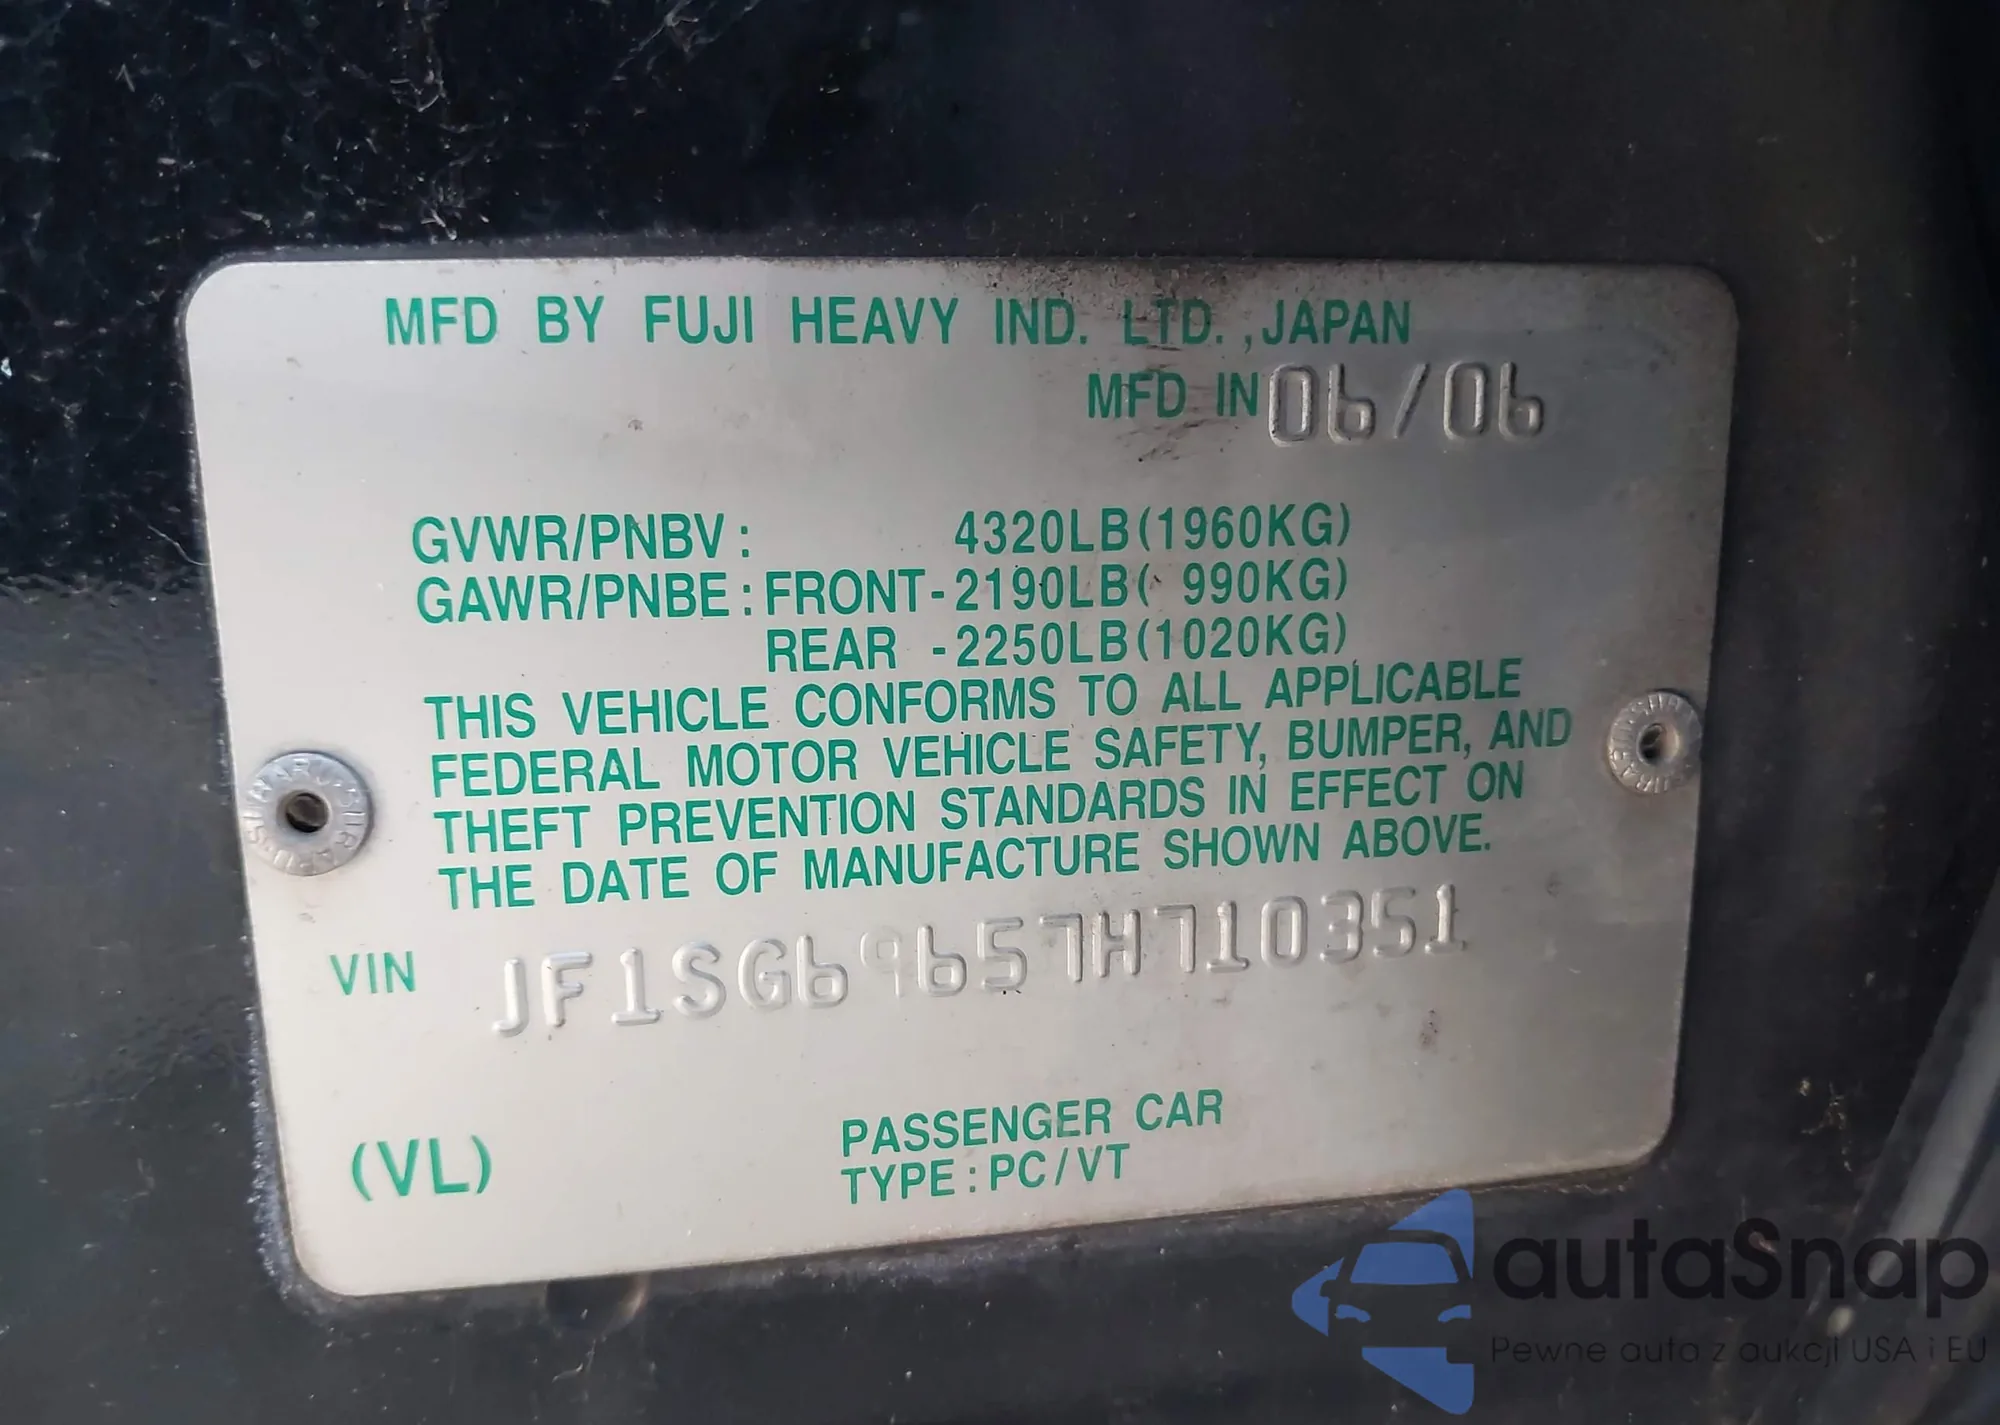 MFD BY FUJI HEAVY IND. LTD.,JAPAN
MFD IN 06/06
GVWR/PNBV: 4320LB(1960KG)
GAWR/PNBE:FRONT-2190LB( 990KG)
REAR -2250LB(1020KG)
THIS VEHICLE CONFORMS TO ALL APPLICABLE
FEDERAL MOTOR VEHICLE SAFETY, BUMPER, AND
THEFT PREVENTION STANDARDS IN EFFECT ON
THE DATE OF MANUFACTURE SHOWN ABOVE.
VIN JF1SG69657H710351
(VL)
PASSENGER CAR
TYPE:PC/VT
autaSnap
Pewne auta z aukcji USA i EU